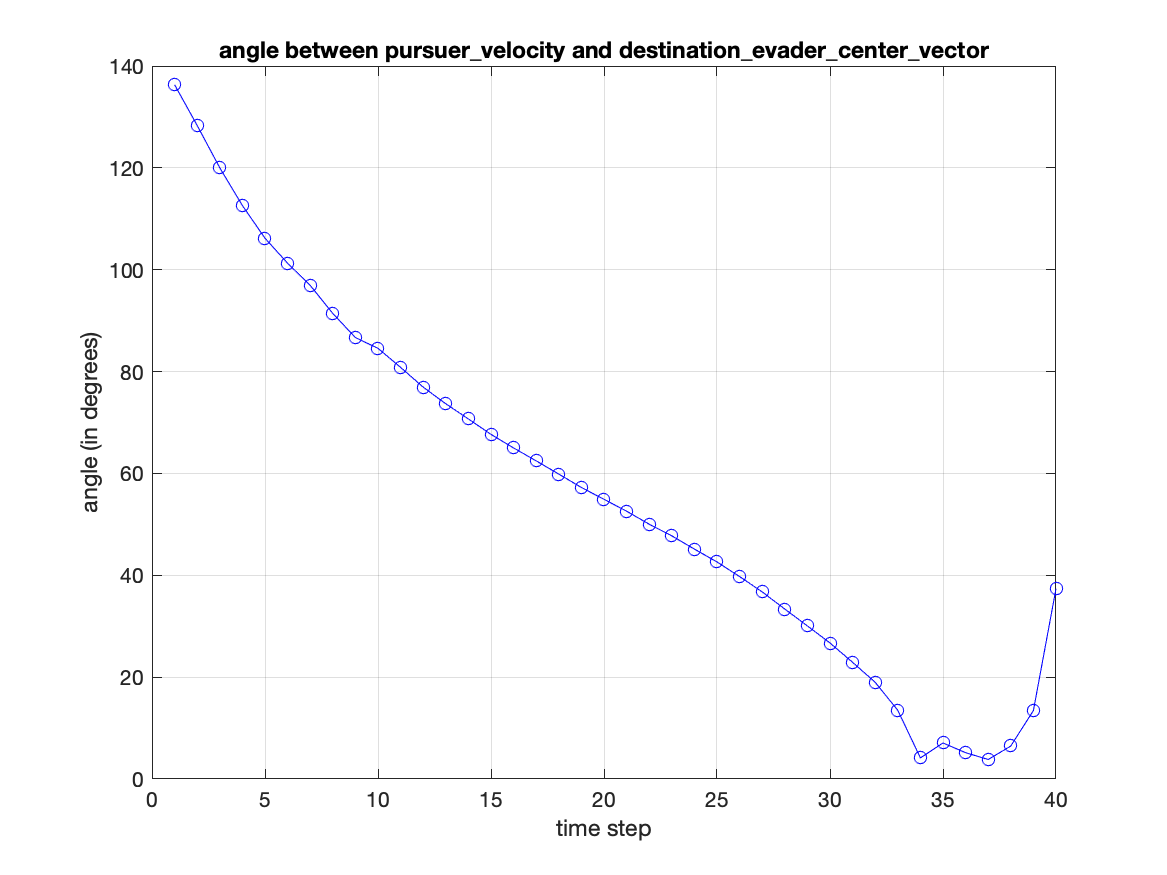 angle between pursuer_velocity and destination_evader_center_vector
140
120
100
80
60
40
20
0
angle (in degrees)
0 5 10 15 20 25 30 35 40
time step